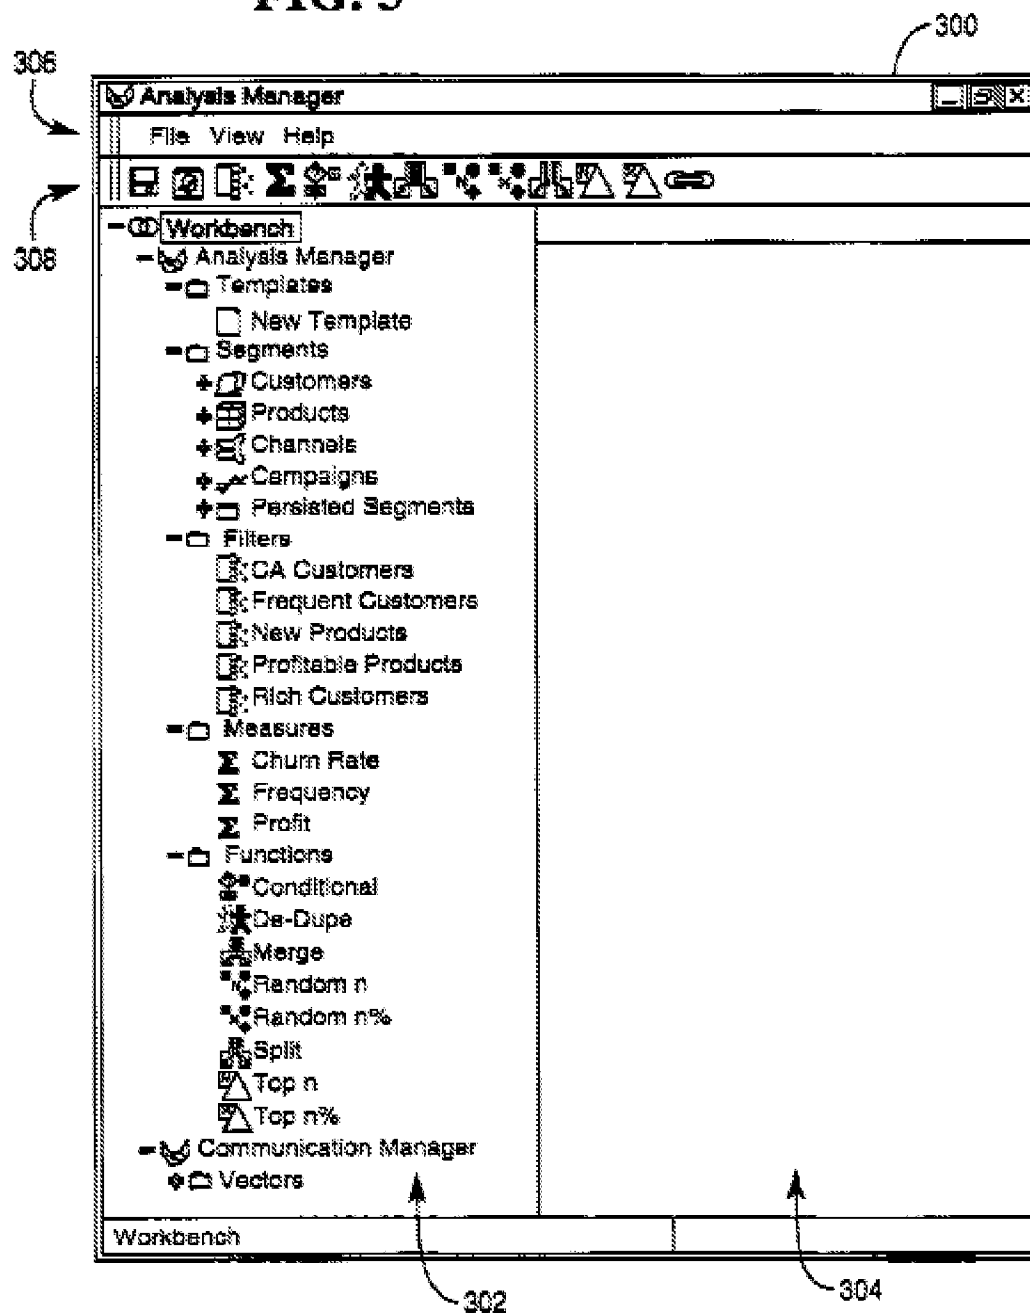 FIG. 3
300
306
Analysis Manager
File View Help
308
Workbench
Analysis Manager
Templates
New Template
Segments
Customers
Products
Channels
Campaigns
Persisted Segments
Filters
CA Customers
Frequent Customers
New Products
Profitable Products
Rich Customers
Measures
Churn Rate
Frequency
Profit
Functions
Conditional
De-Dupe
Merge
Random n
Random n%
Split
Top n
Top n%
Communication Manager
Vectors
Workbench
302
304